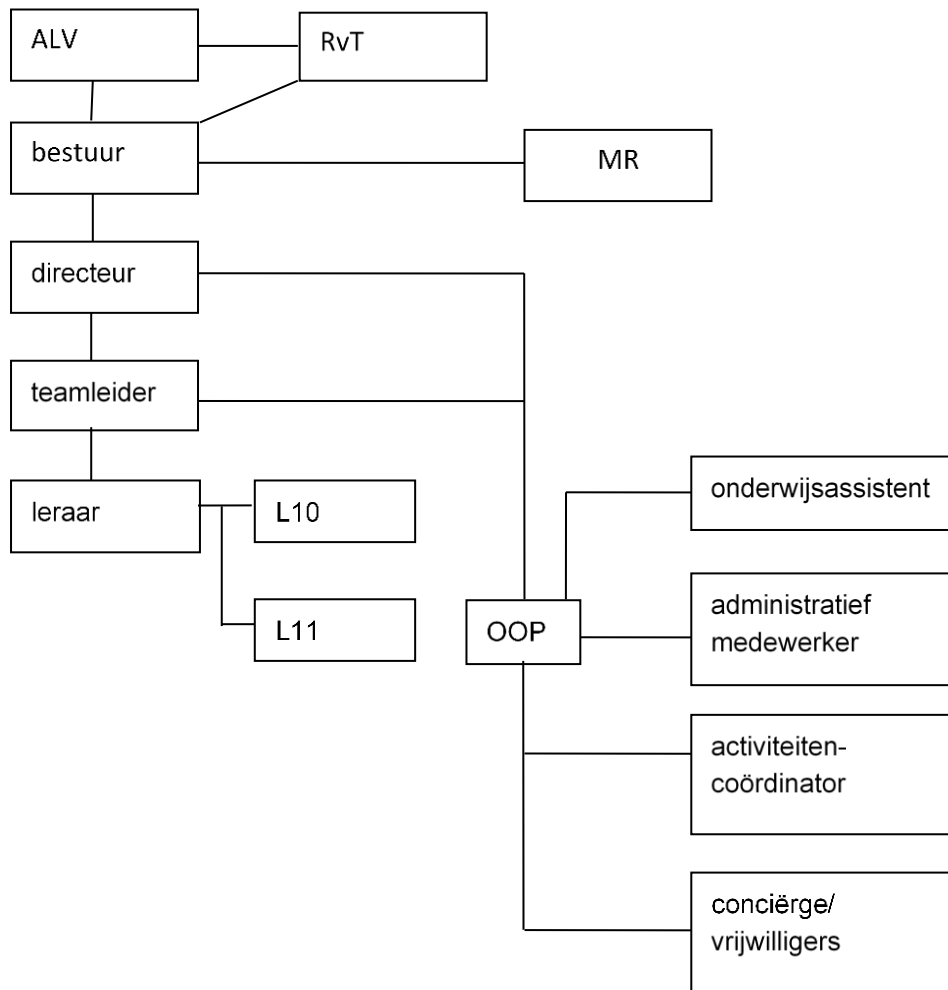 ALV
RvT
bestuur
MR
directeur
teamleider
leraar
L10
L11
OOP
onderwijsassistent
administratief
medewerker
activiteiten-
coördinator
conciërge/
vrijwilligers